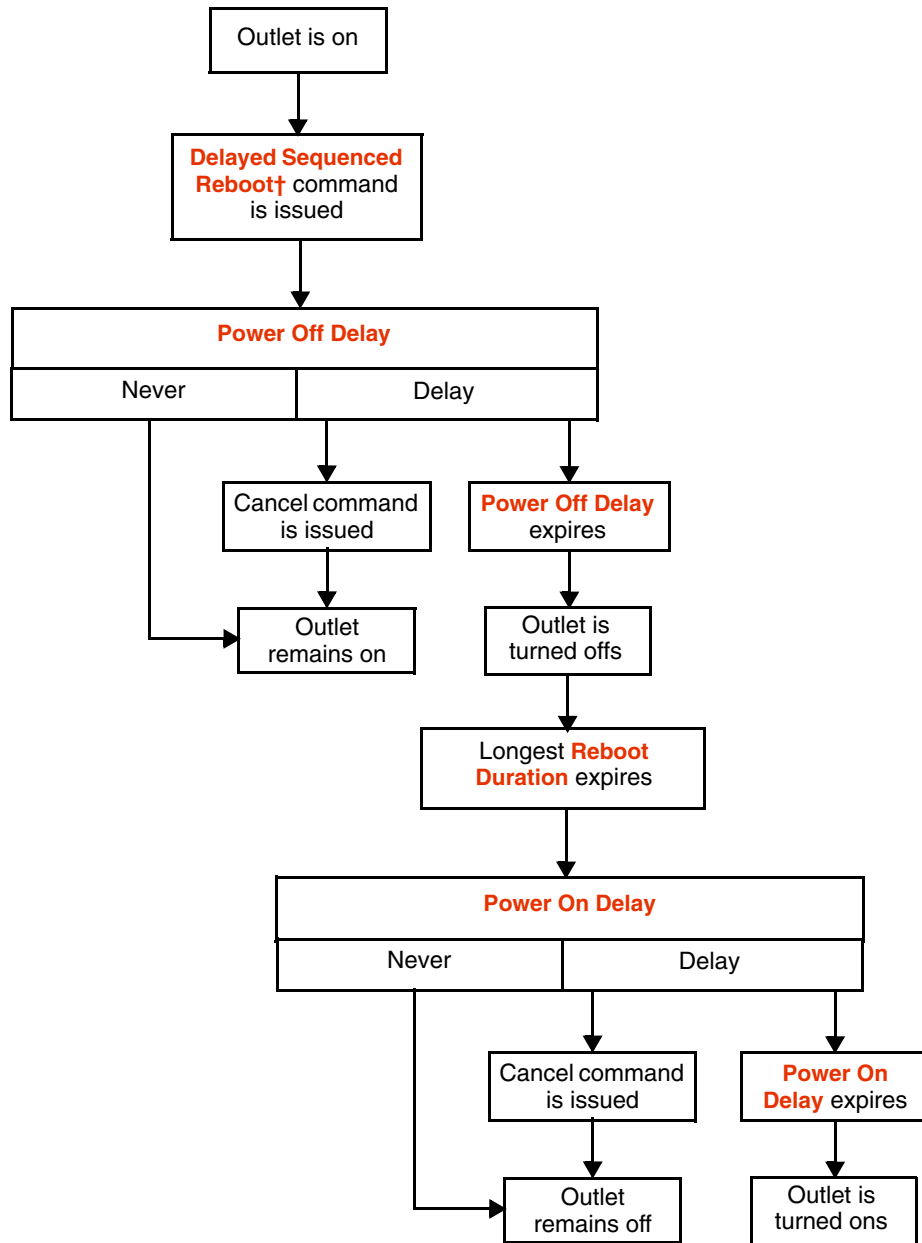 Outlet is on
Delayed Sequenced
Reboot† command
is issued
Power Off Delay
Never
Delay
Cancel command
is issued
Power Off Delay
expires
Outlet
remains on
Outlet is
turned offs
Longest Reboot
Duration expires
Power On Delay
Never
Delay
Cancel command
is issued
Power On
Delay expires
Outlet
remains off
Outlet is
turned ons